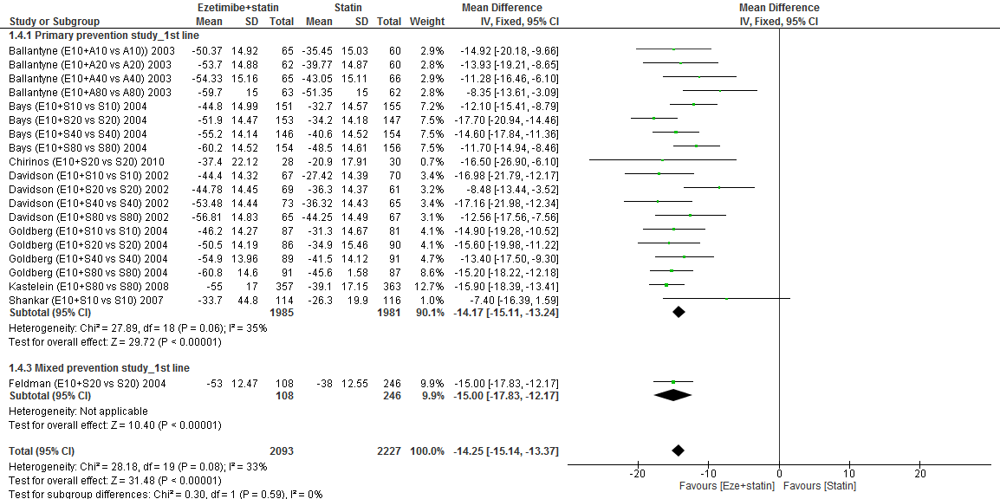 Ezetimibe+statin Statin Mean Difference Mean Difference
Study or Subgroup Mean SD Total Mean SD Total Weight IV, Fixed, 95% CI IV, Fixed, 95% CI
1.4.1 Primary prevention study_1st line
Ballantyne (E10+A10 vs A10)) 2003 -50.37 14.92 65 -35.45 15.03 60 2.9% -14.92 [-20.18, -9.66]
Ballantyne (E10+A20 vs A20) 2003 -53.7 14.88 62 -39.77 14.87 60 2.8% -13.93 [-19.21, -8.65]
Ballantyne (E10+A40 vs A40) 2003 -54.33 15.16 65 -43.05 15.11 66 2.9% -11.28 [-16.46, -6.10]
Ballantyne (E10+A80 vs A80) 2003 -59.7 15 63 -51.35 15 62 2.8% -8.35 [-13.61, -3.09]
Bays (E10+S10 vs S10) 2004 -44.8 14.99 151 -32.7 14.57 155 7.2% -12.10 [-15.41, -8.79]
Bays (E10+S20 vs S20) 2004 -51.9 14.47 153 -34.2 14.18 147 7.5% -17.70 [-20.94, -14.46]
Bays (E10+S40 vs S40) 2004 -55.2 14.14 146 -40.6 14.52 154 7.4% -14.60 [-17.84, -11.36]
Bays (E10+S80 vs S80) 2004 -60.2 14.52 154 -48.5 14.61 156 7.5% -11.70 [-14.94, -8.46]
Chirinos (E10+S20 vs S20) 2010 -37.4 22.12 28 -20.9 17.91 30 0.7% -16.50 [-26.90, -6.10]
Davidson (E10+S10 vs S10) 2002 -44.4 14.32 67 -27.42 14.39 70 3.4% -16.98 [-21.79, -12.17]
Davidson (E10+S20 vs S20) 2002 -44.78 14.45 69 -36.3 14.37 61 3.2% -8.48 [-13.44, -3.52]
Davidson (E10+S40 vs S40) 2002 -53.48 14.44 73 -36.32 14.43 65 3.4% -17.16 [-21.98, -12.34]
Davidson (E10+S80 vs S80) 2002 -56.81 14.83 65 -44.25 14.49 67 3.1% -12.56 [-17.56, -7.56]
Goldberg (E10+S10 vs S10) 2004 -46.2 14.27 87 -31.3 14.67 81 4.1% -14.90 [-19.28, -10.52]
Goldberg (E10+S20 vs S20) 2004 -50.5 14.19 86 -34.9 15.46 90 4.1% -15.60 [-19.98, -11.22]
Goldberg (E10+S40 vs S40) 2004 -54.9 13.96 89 -41.5 14.12 91 4.7% -13.40 [-17.50, -9.30]
Goldberg (E10+S80 vs S80) 2004 -60.8 14.6 91 -45.6 1.58 87 8.6% -15.20 [-18.22, -12.18]
Kastelein (E10+S80 vs S80) 2008 -55 17 357 -39.1 17.15 363 12.7% -15.90 [-18.39, -13.41]
Shankar (E10+S10 vs S10) 2007 -33.7 44.8 114 -26.3 19.9 116 1.0% -7.40 [-16.39, 1.59]
Subtotal (95% CI) 1985 1981 90.1% -14.17 [-15.11, -13.24]
Heterogeneity: Chi² = 27.89, df = 18 (P = 0.06); I² = 35%
Test for overall effect: Z = 29.72 (P < 0.00001)
1.4.3 Mixed prevention study_1st line
Feldman (E10+S20 vs S20) 2004 -53 12.47 108 -38 12.55 246 9.9% -15.00 [-17.83, -12.17]
Subtotal (95% CI) 108 246 9.9% -15.00 [-17.83, -12.17]
Heterogeneity: Not applicable
Test for overall effect: Z = 10.40 (P < 0.00001)
Total (95% CI) 2093 2227 100.0% -14.25 [-15.14, -13.37]
Heterogeneity: Chi² = 28.18, df = 19 (P = 0.08); I² = 33%
Test for overall effect: Z = 31.48 (P < 0.00001)
Test for subgroup differences: Chi² = 0.30, df = 1 (P = 0.59), I² = 0%
-20 -10 0 10 20
Favours [Eze+statin] Favours [Statin]